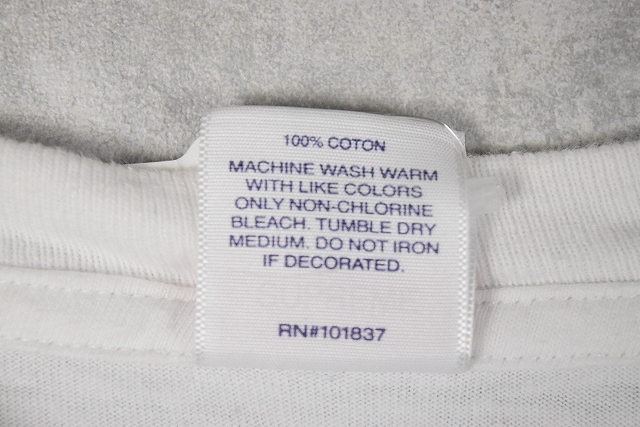 100% COTON
MACHINE WASH WARM
WITH LIKE COLORS
ONLY NON-CHLORINE
BLEACH. TUMBLE DRY
MEDIUM. DO NOT IRON
IF DECORATED.
RN#101837